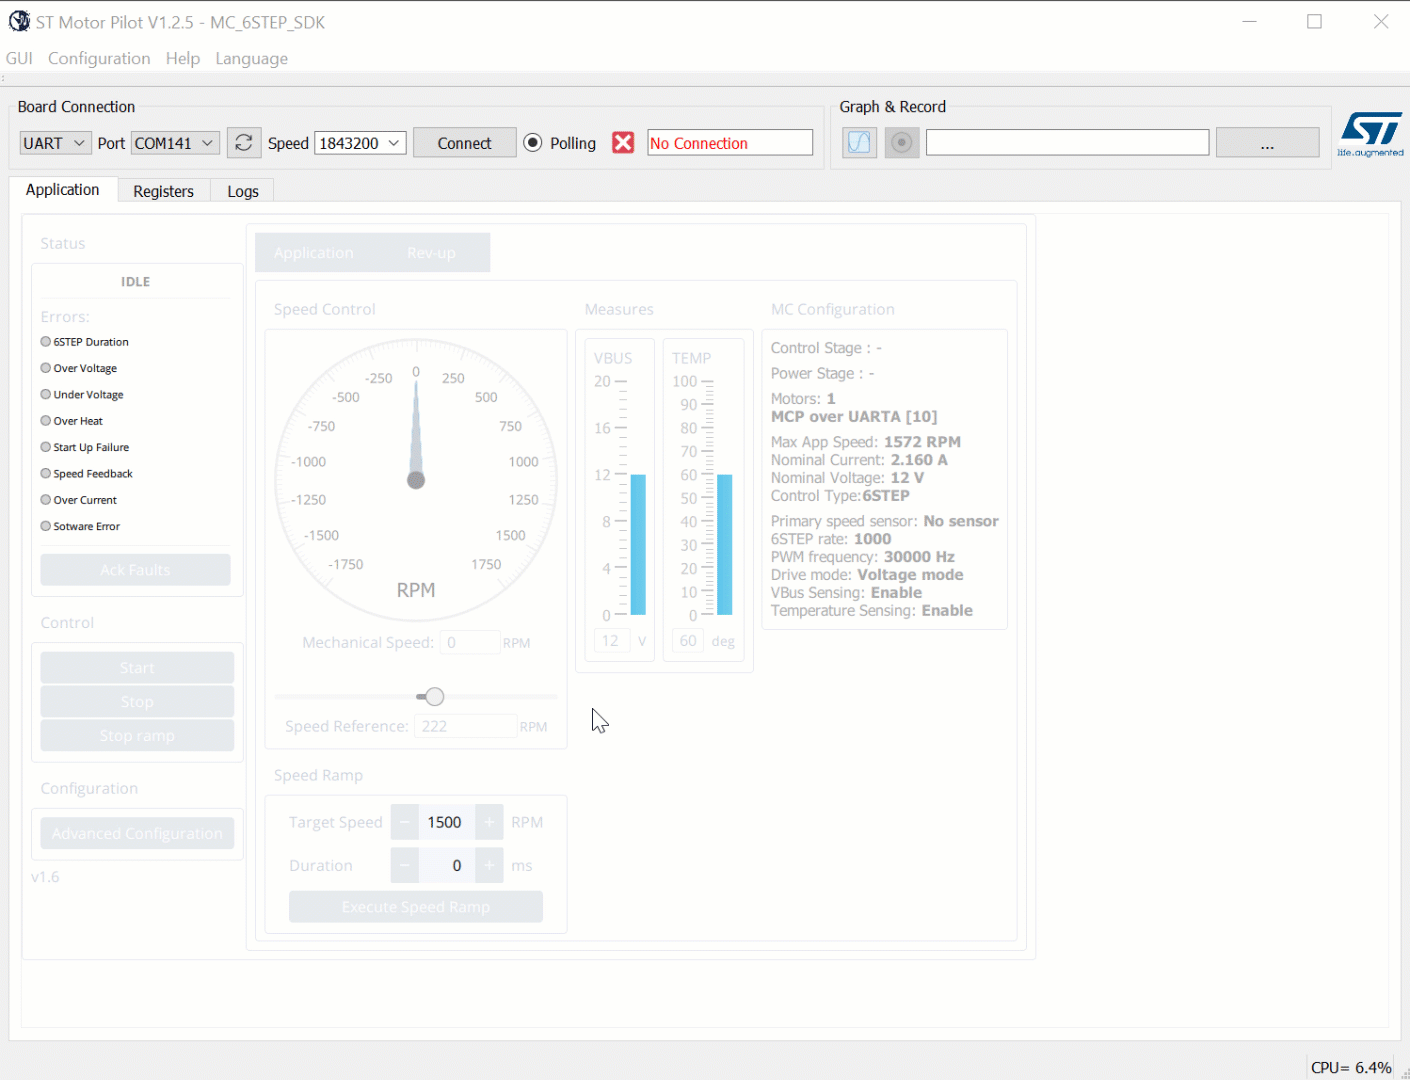 ST Motor Pilot V1.2.5 - MC_6STEP_SDK
GUI Configuration Help Language
Board Connection
UART Port COM141 Speed 1843200 Connect Polling No Connection
Graph & Record
...
ST
life.augmented
Application Registers Logs
Status
IDLE
Errors:
6STEP Duration
Over Voltage
Under Voltage
Over Heat
Start Up Failure
Speed Feedback
Over Current
Sotware Error
Ack Faults
Control
Start
Stop
Stop ramp
Configuration
Advanced Configuration
v1.6
Application Rev-up
Speed Control
0
-250 250
-500 500
-750 750
-1000 1000
-1250 1250
-1500 1500
-1750 1750
RPM
Mechanical Speed: 0 RPM
Speed Reference: 222 RPM
Speed Ramp
Target Speed − 1500 + RPM
Duration − 0 + ms
Execute Speed Ramp
Measures
VBUS
20
16
12
8
4
0
12 V
TEMP
100
90
80
70
60
50
40
30
20
10
0
60 deg
MC Configuration
Control Stage : -
Power Stage : -
Motors: 1
MCP over UARTA [10]
Max App Speed: 1572 RPM
Nominal Current: 2.160 A
Nominal Voltage: 12 V
Control Type:6STEP
Primary speed sensor: No sensor
6STEP rate: 1000
PWM frequency: 30000 Hz
Drive mode: Voltage mode
VBus Sensing: Enable
Temperature Sensing: Enable
CPU= 6.4%